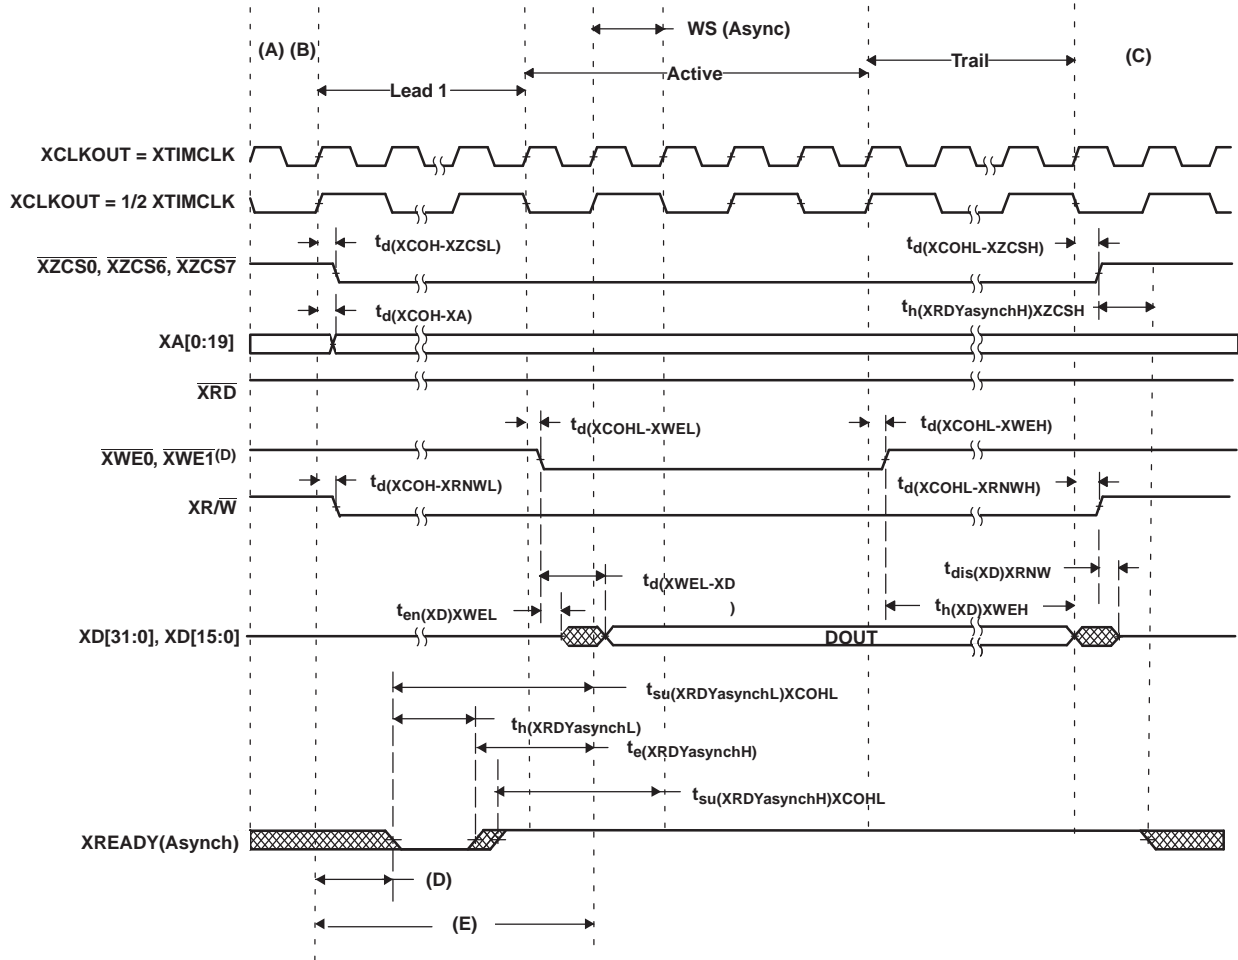 WS (Async)
(A) (B)
Lead 1
Active
Trail
(C)
XCLKOUT = XTIMCLK
XCLKOUT = 1/2 XTIMCLK
td(XCOH-XZCSL)
td(XCOHL-XZCSH)
XZCS0, XZCS6, XZCS7
td(XCOH-XA)
th(XRDYasynchH)XZCSH
XA[0:19]
XRD
td(XCOHL-XWEL)
td(XCOHL-XWEH)
XWE0, XWE1(D)
td(XCOH-XRNWL)
td(XCOHL-XRNWH)
XR/W
tdis(XD)XRNW
td(XWEL-XD
)
ten(XD)XWEL
th(XD)XWEH
XD[31:0], XD[15:0]
DOUT
tsu(XRDYasynchL)XCOHL
th(XRDYasynchL)
te(XRDYasynchH)
tsu(XRDYasynchH)XCOHL
XREADY(Asynch)
(D)
(E)